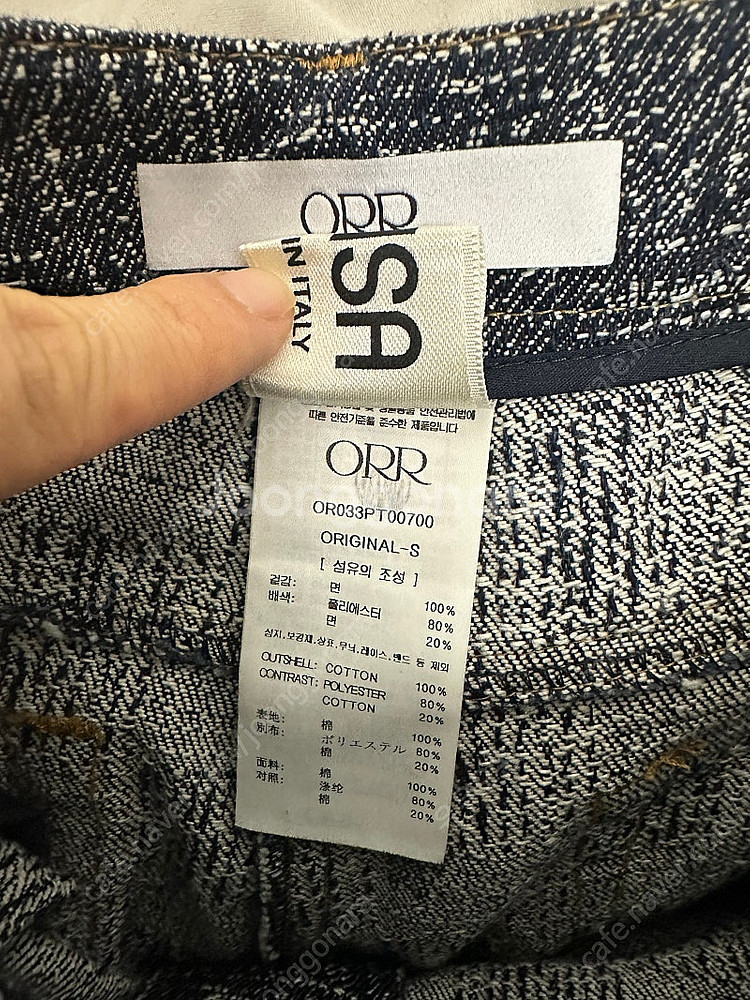 ORR
ISA
IN ITALY
따른 안전기준을 준수한 제품입니다
ORR
OR033PT00700
ORIGINAL-S
[ 섬유의 조성 ]
겉감: 면 100%
배색: 폴리에스터 80%
면 20%
심지,보강재,상표,무늬,레이스,밴드 등 제외
OUTSHELL: COTTON 100%
CONTRAST: POLYESTER 80%
COTTON 20%
表地: 棉 100%
別布: ポリエステル 80%
棉 20%
面料: 棉 100%
对照: 涤纶 80%
棉 20%